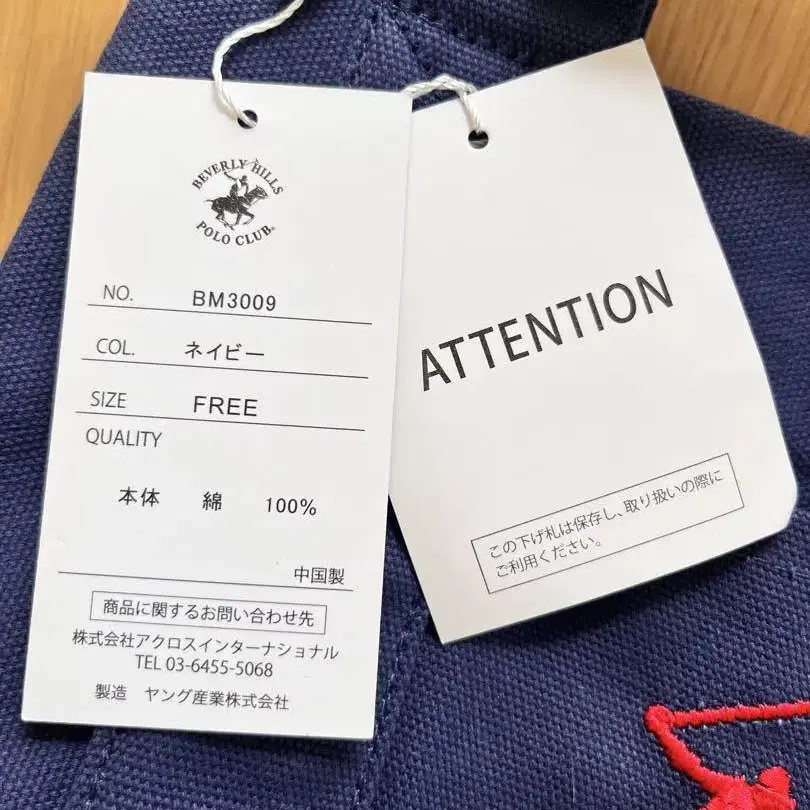 BEVERLY HILLS
POLO CLUB®
NO. BM3009
COL. ネイビー
SIZE FREE
QUALITY
本体 綿 100%
中国製
商品に関するお問い合わせ先
株式会社アクロスインターナショナル
TEL 03-6455-5068
製造 ヤング産業株式会社
ATTENTION
この下げ札は保存し、取り扱いの際に
ご利用ください。